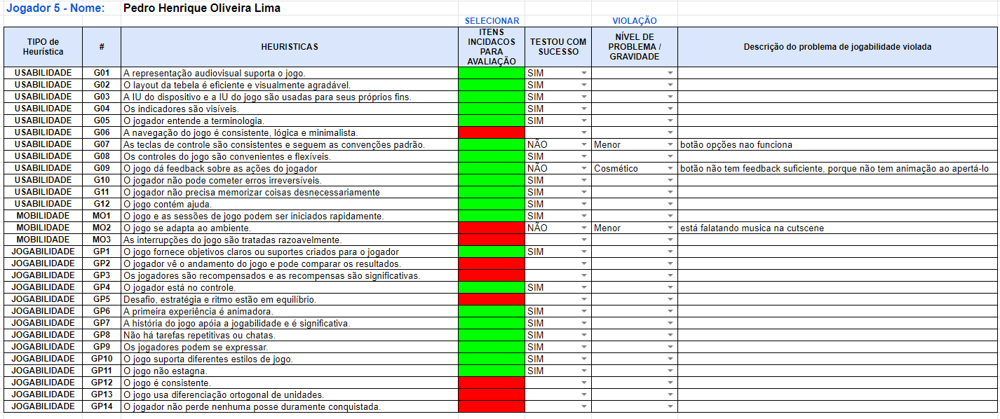 Jogador 5 - Nome: Pedro Henrique Oliveira Lima
SELECIONAR VIOLAÇÃO
TIPO de Heurística # HEURISTICAS ITENS INCIDACOS PARA AVALIAÇÃO TESTOU COM SUCESSO NÍVEL DE PROBLEMA / GRAVIDADE Descrição do problema de jogabilidade violada
USABILIDADE G01 A representação audiovisual suporta o jogo. SIM
USABILIDADE G02 O layout da tebela é eficiente e visualmente agradável. SIM
USABILIDADE G03 A IU do dispositivo e a IU do jogo são usadas para seus próprios fins. SIM
USABILIDADE G04 Os indicadores são visíveis. SIM
USABILIDADE G05 O jogador entende a terminologia. SIM
USABILIDADE G06 A navegação do jogo é consistente, lógica e minimalista.
USABILIDADE G07 As teclas de controle são consistentes e seguem as convenções padrão. NÃO Menor botão opções nao funciona
USABILIDADE G08 Os controles do jogo são convenientes e flexíveis. SIM
USABILIDADE G09 O jogo dá feedback sobre as ações do jogador NÃO Cosmético botão não tem feedback suficiente, porque não tem animação ao apertá-lo
USABILIDADE G10 O jogador não pode cometer erros irreversíveis. SIM
USABILIDADE G11 O jogador não precisa memorizar coisas desnecessariamente SIM
USABILIDADE G12 O jogo contém ajuda. SIM
MOBILIDADE MO1 O jogo e as sessões de jogo podem ser iniciados rapidamente. SIM
MOBILIDADE MO2 O jogo se adapta ao ambiente. NÃO Menor está falatando musica na cutscene
MOBILIDADE MO3 As interrupções do jogo são tratadas razoavelmente.
JOGABILIDADE GP1 O jogo fornece objetivos claros ou suportes criados para o jogador SIM
JOGABILIDADE GP2 O jogador vê o andamento do jogo e pode comparar os resultados.
JOGABILIDADE GP3 Os jogadores são recompensados e as recompensas são significativas.
JOGABILIDADE GP4 O jogador está no controle. SIM
JOGABILIDADE GP5 Desafio, estratégia e ritmo estão em equilíbrio.
JOGABILIDADE GP6 A primeira experiência é animadora. SIM
JOGABILIDADE GP7 A história do jogo apóia a jogabilidade e é significativa. SIM
JOGABILIDADE GP8 Não há tarefas repetitivas ou chatas. SIM
JOGABILIDADE GP9 Os jogadores podem se expressar. SIM
JOGABILIDADE GP10 O jogo suporta diferentes estilos de jogo. SIM
JOGABILIDADE GP11 O jogo não estagna. SIM
JOGABILIDADE GP12 O jogo é consistente.
JOGABILIDADE GP13 O jogo usa diferenciação ortogonal de unidades.
JOGABILIDADE GP14 O jogador não perde nenhuma posse duramente conquistada.